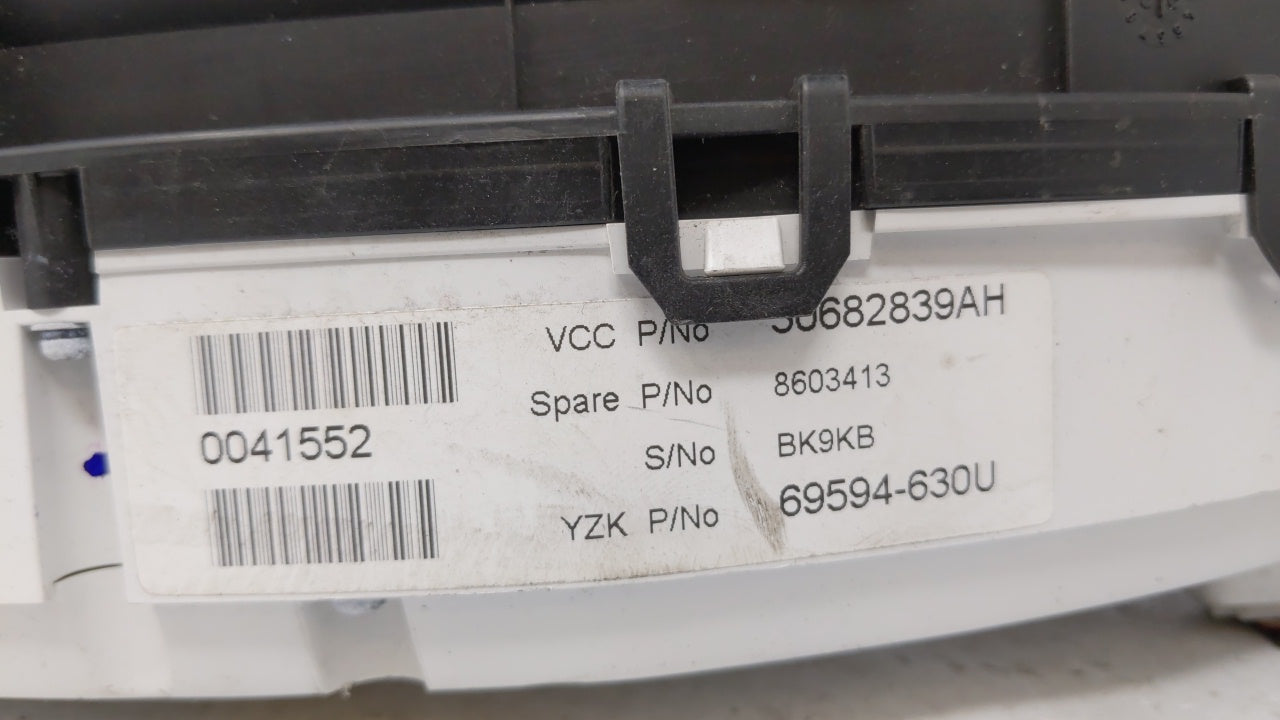 VCC P/No 30682839AH
Spare P/No 8603413
0041552
S/No BK9KB
YZK P/No 69594-630U